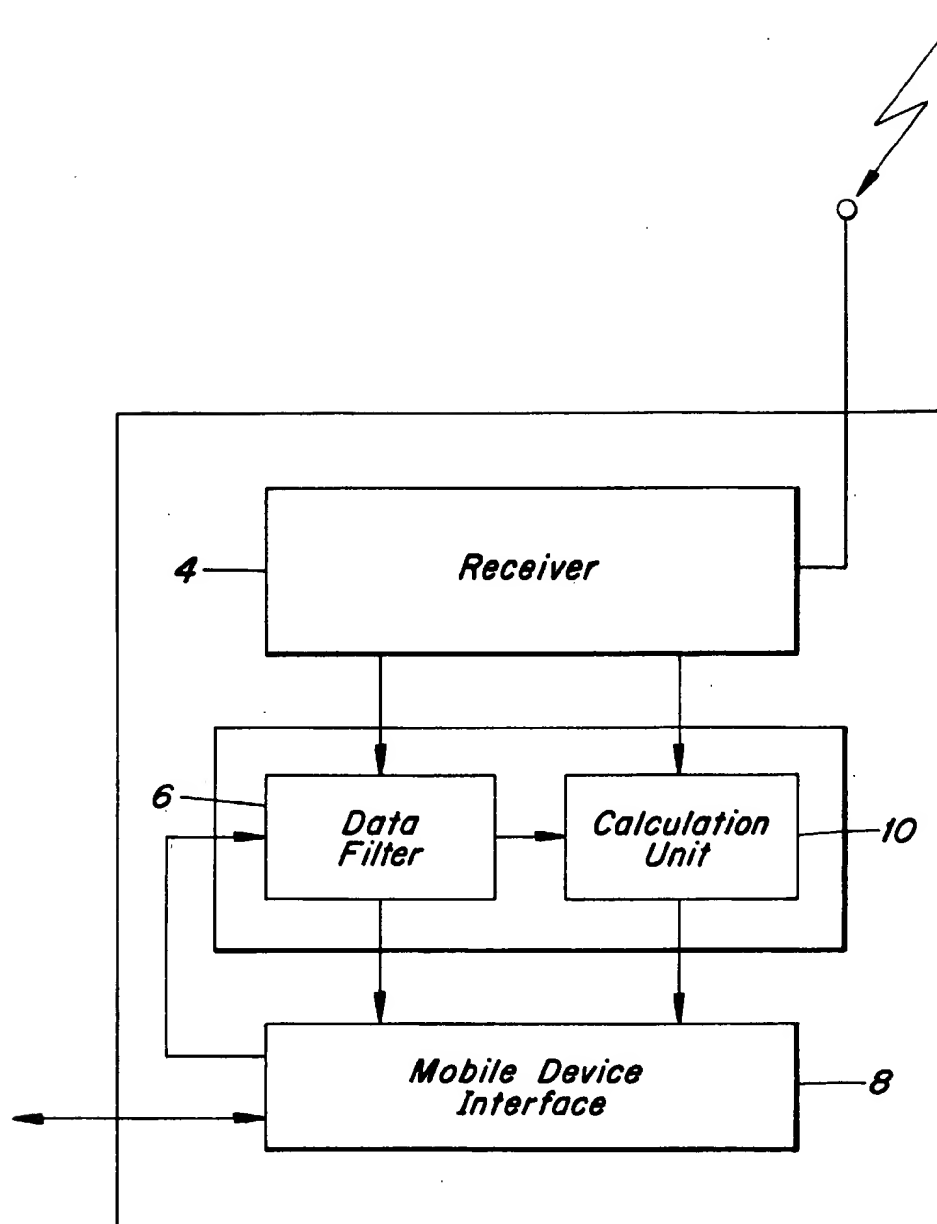 4
Receiver
6
Data
Filter
Calculation
Unit
10
Mobile Device
Interface
8